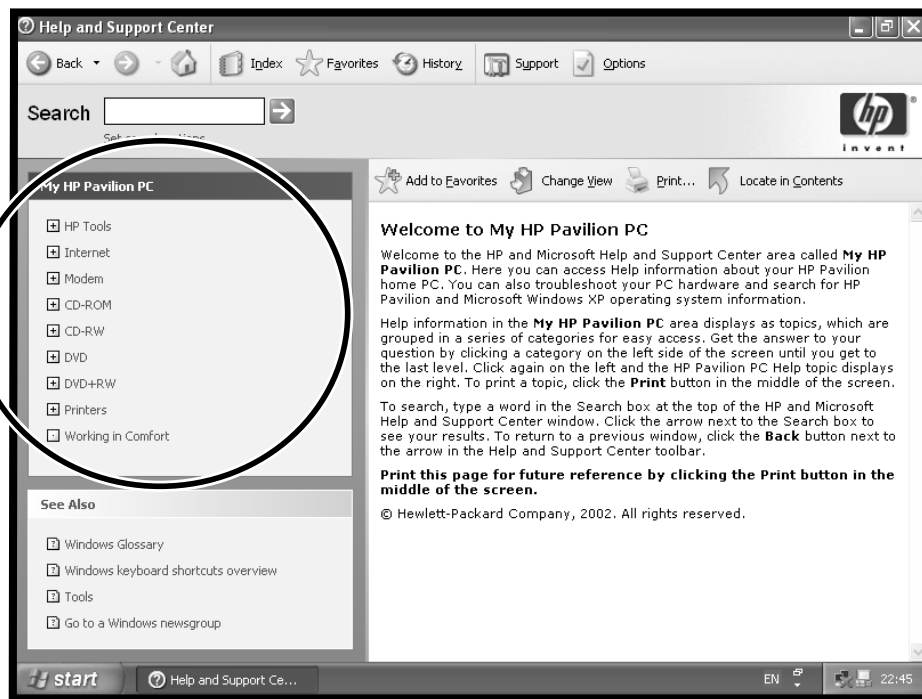 Help and Support Center
Back
Index
Favorites
History
Support
Options
Search
hp
invent
My HP Pavilion PC
HP Tools
Internet
Modem
CD-ROM
CD-RW
DVD
DVD+RW
Printers
Working in Comfort
See Also
Windows Glossary
Windows keyboard shortcuts overview
Tools
Go to a Windows newsgroup
Add to Favorites
Change View
Print...
Locate in Contents
Welcome to My HP Pavilion PC
Welcome to the HP and Microsoft Help and Support Center area called My HP
Pavilion PC. Here you can access Help information about your HP Pavilion
home PC. You can also troubleshoot your PC hardware and search for HP
Pavilion and Microsoft Windows XP operating system information.
Help information in the My HP Pavilion PC area displays as topics, which are
grouped in a series of categories for easy access. Get the answer to your
question by clicking a category on the left side of the screen until you get to
the last level. Click again on the left and the HP Pavilion PC Help topic displays
on the right. To print a topic, click the Print button in the middle of the screen.
To search, type a word in the Search box at the top of the HP and Microsoft
Help and Support Center window. Click the arrow next to the Search box to
see your results. To return to a previous window, click the Back button next to
the arrow in the Help and Support Center toolbar.
Print this page for future reference by clicking the Print button in the
middle of the screen.
© Hewlett-Packard Company, 2002. All rights reserved.
start
Help and Support Ce...
EN
22:45